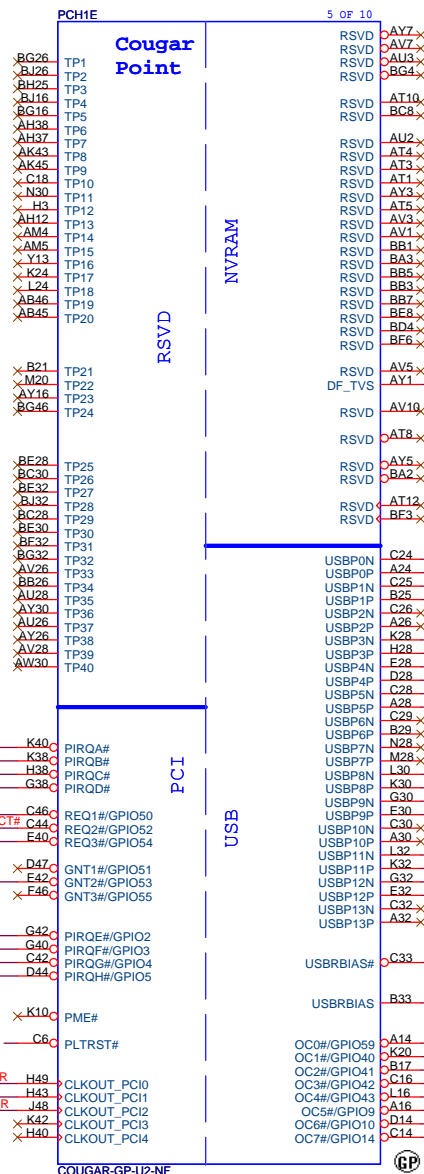 PCH1E
5 OF 10
Cougar
Point
BG26 TP1
BJ26 TP2
BH25 TP3
BJ16 TP4
BG16 TP5
AH38 TP6
AH37 TP7
AK43 TP8
AK45 TP9
C18 TP10
N30 TP11
H3 TP12
AH12 TP13
AM4 TP14
AM5 TP15
Y13 TP16
K24 TP17
L24 TP18
AB46 TP19
AB45 TP20
B21 TP21
M20 TP22
AY16 TP23
BG46 TP24
BE28 TP25
BC30 TP26
BE32 TP27
BJ32 TP28
BC28 TP29
BE30 TP30
BF32 TP31
BG32 TP32
AV26 TP33
BB26 TP34
AU28 TP35
AY30 TP36
AU26 TP37
AY26 TP38
AV28 TP39
AW30 TP40
RSVD
K40 PIRQA#
K38 PIRQB#
H38 PIRQC#
G38 PIRQD#
C46 REQ1#/GPIO50
CT# C44 REQ2#/GPIO52
E40 REQ3#/GPIO54
D47 GNT1#/GPIO51
E42 GNT2#/GPIO53
F46 GNT3#/GPIO55
G42 PIRQE#/GPIO2
G40 PIRQF#/GPIO3
C42 PIRQG#/GPIO4
D44 PIRQH#/GPIO5
K10 PME#
C6 PLTRST#
R H49 CLKOUT_PCI0
H43 CLKOUT_PCI1
R J48 CLKOUT_PCI2
K42 CLKOUT_PCI3
H40 CLKOUT_PCI4
PCI
NVRAM
RSVD AY7
RSVD AV7
RSVD AU3
RSVD BG4
RSVD AT10
RSVD BC8
RSVD AU2
RSVD AT4
RSVD AT3
RSVD AT1
RSVD AY3
RSVD AT5
RSVD AV3
RSVD AV1
RSVD BB1
RSVD BA3
RSVD BB5
RSVD BB3
RSVD BB7
RSVD BE8
RSVD BD4
RSVD BF6
RSVD AV5
DF_TVS AY1
RSVD AV10
RSVD AT8
RSVD AY5
RSVD BA2
RSVD AT12
RSVD BF3
USB
USBP0N C24
USBP0P A24
USBP1N C25
USBP1P B25
USBP2N C26
USBP2P A26
USBP3N K28
USBP3P H28
USBP4N E28
USBP4P D28
USBP5N C28
USBP5P A28
USBP6N C29
USBP6P B29
USBP7N N28
USBP7P M28
USBP8N L30
USBP8P K30
USBP9N G30
USBP9P E30
USBP10N C30
USBP10P A30
USBP11N L32
USBP11P K32
USBP12N G32
USBP12P E32
USBP13N C32
USBP13P A32
USBRBIAS# C33
USBRBIAS B33
OC0#/GPIO59 A14
OC1#/GPIO40 K20
OC2#/GPIO41 B17
OC3#/GPIO42 C16
OC4#/GPIO43 L16
OC5#/GPIO9 A16
OC6#/GPIO10 D14
OC7#/GPIO14 C14
COUGAR-GP-U2-NF
GP